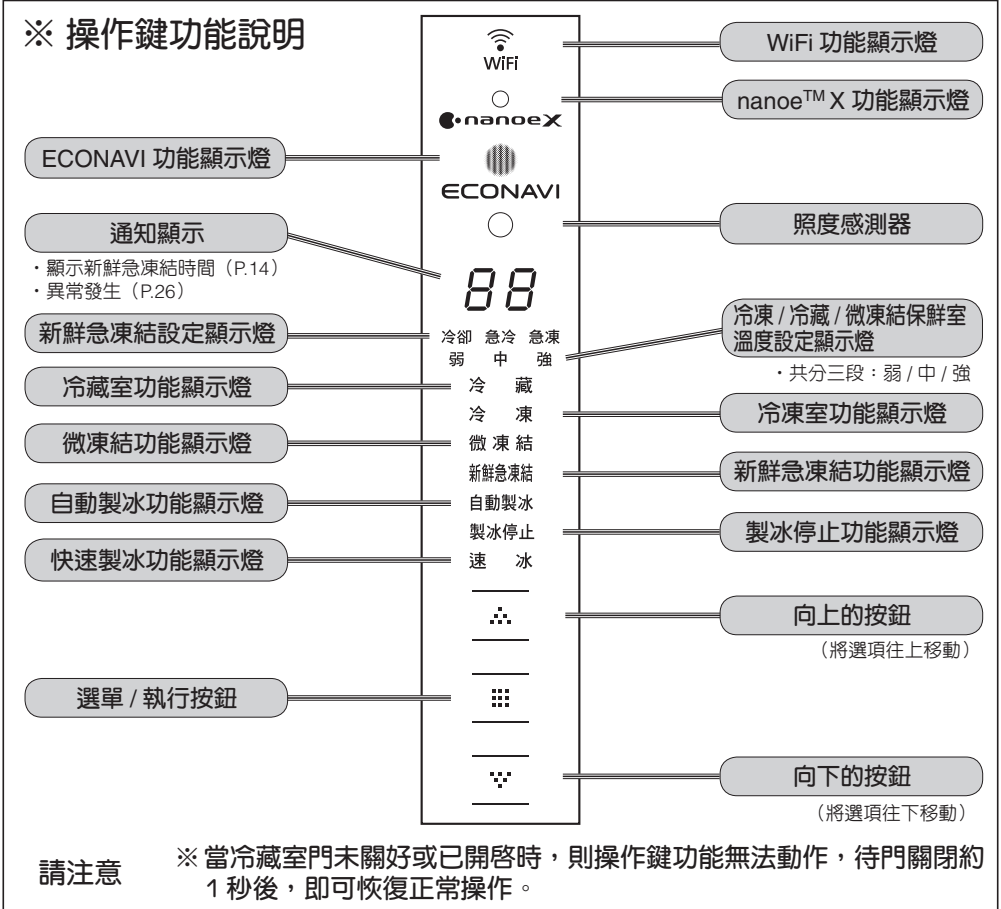 ※ 操作鍵功能說明
WiFi
WiFi 功能顯示燈
nanoeX
nanoe™ X 功能顯示燈
ECONAVI 功能顯示燈
ECONAVI
照度感測器
通知顯示
・顯示新鮮急凍結時間（P.14）
・異常發生（P.26）
88
新鮮急凍結設定顯示燈
冷卻 急冷 急凍
弱 中 強
冷凍 / 冷藏 / 微凍結保鮮室
溫度設定顯示燈
・共分三段：弱 / 中 / 強
冷藏室功能顯示燈
冷 藏
冷 凍
冷凍室功能顯示燈
微凍結功能顯示燈
微 凍 結
新鮮急凍結
新鮮急凍結功能顯示燈
自動製冰功能顯示燈
自動製冰
製冰停止
製冰停止功能顯示燈
快速製冰功能顯示燈
速 冰
向上的按鈕
（將選項往上移動）
選單 / 執行按鈕
向下的按鈕
（將選項往下移動）
請注意
※ 當冷藏室門未關好或已開啓時，則操作鍵功能無法動作，待門關閉約
1 秒後，即可恢復正常操作。